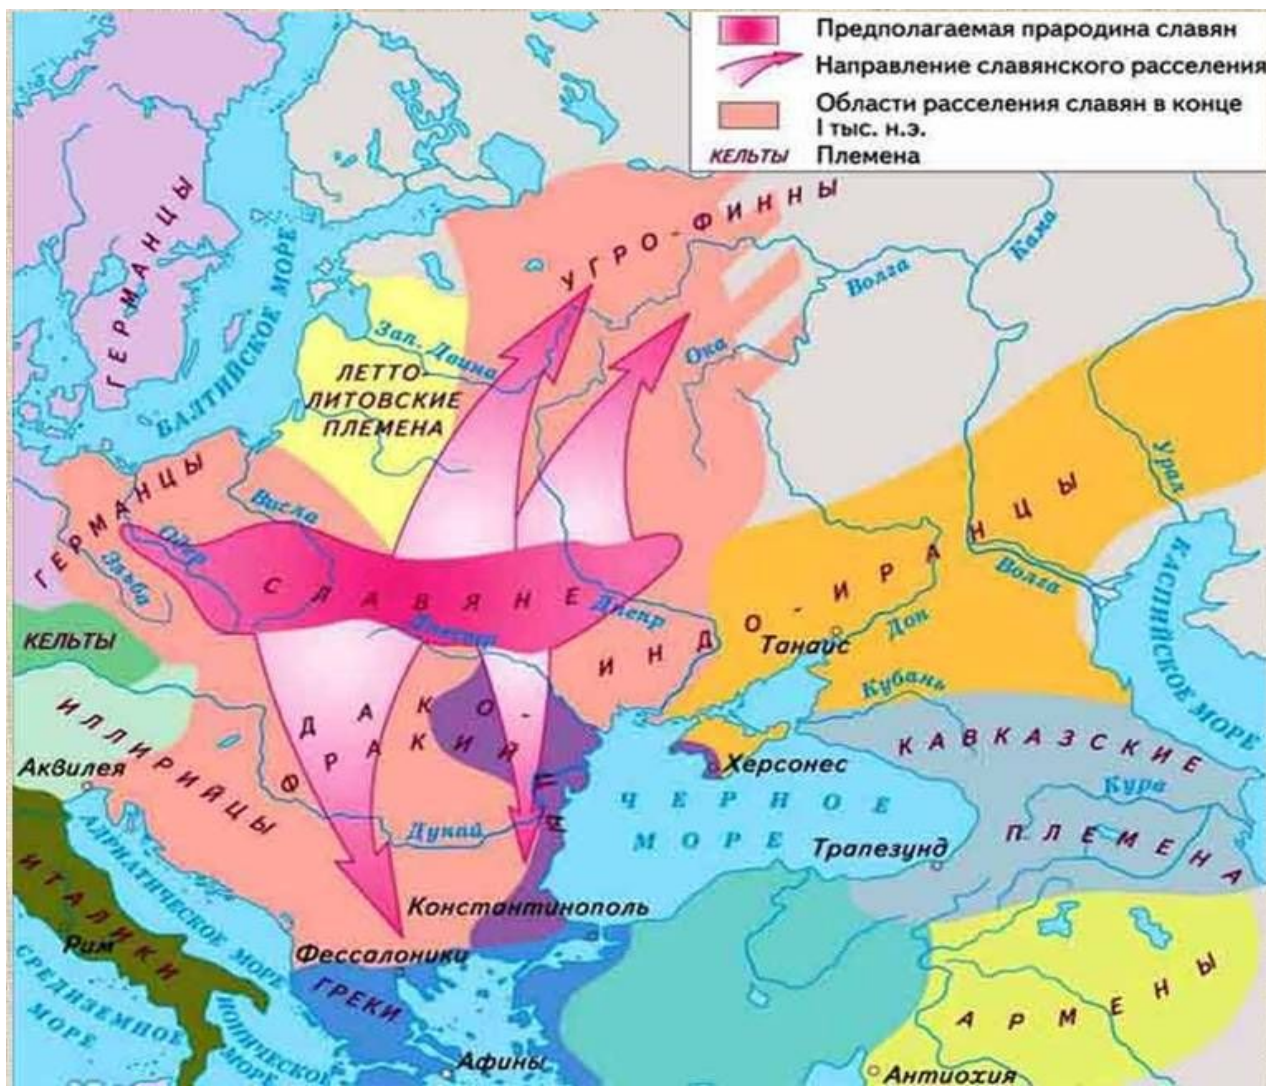 Предполагаемая прародина славян
Направление славянского расселения
Области расселения славян в конце
I тыс. н.э.
КЕЛЬТЫ Племена
ГЕРМАНЦЫ
БАЛТИЙСКОЕ МОРЕ
УГРО-ФИННЫ
Кама
Волга
Зап. Двина
Ока
ЛЕТТО-
ЛИТОВСКИЕ
ПЛЕМЕНА
ГЕРМАНЦЫ
Висла
Одер
Эльба
Урал
СЛАВЯНЕ
Днепр
Днестр
ИНДО-ИРАНЦЫ
Волга
Дон
Танаис
КАСПИЙСКОЕ МОРЕ
КЕЛЬТЫ
Кубань
ИЛЛИРИЙЦЫ
ДАКО-
ФРАКИЙЦЫ
КАВКАЗСКИЕ
ПЛЕМЕНА
Аквилея
Херсонес
Кура
ЧЕРНОЕ
МОРЕ
Дунай
Трапезунд
АДРИАТИЧЕСКОЕ МОРЕ
ИТАЛИКИ
Рим
Константинополь
Фессалоники
ГРЕКИ
СРЕДИЗЕМНОЕ
МОРЕ
ИОНИЧЕСКОЕ
МОРЕ
АРМЕНЫ
Афины
Антиохия